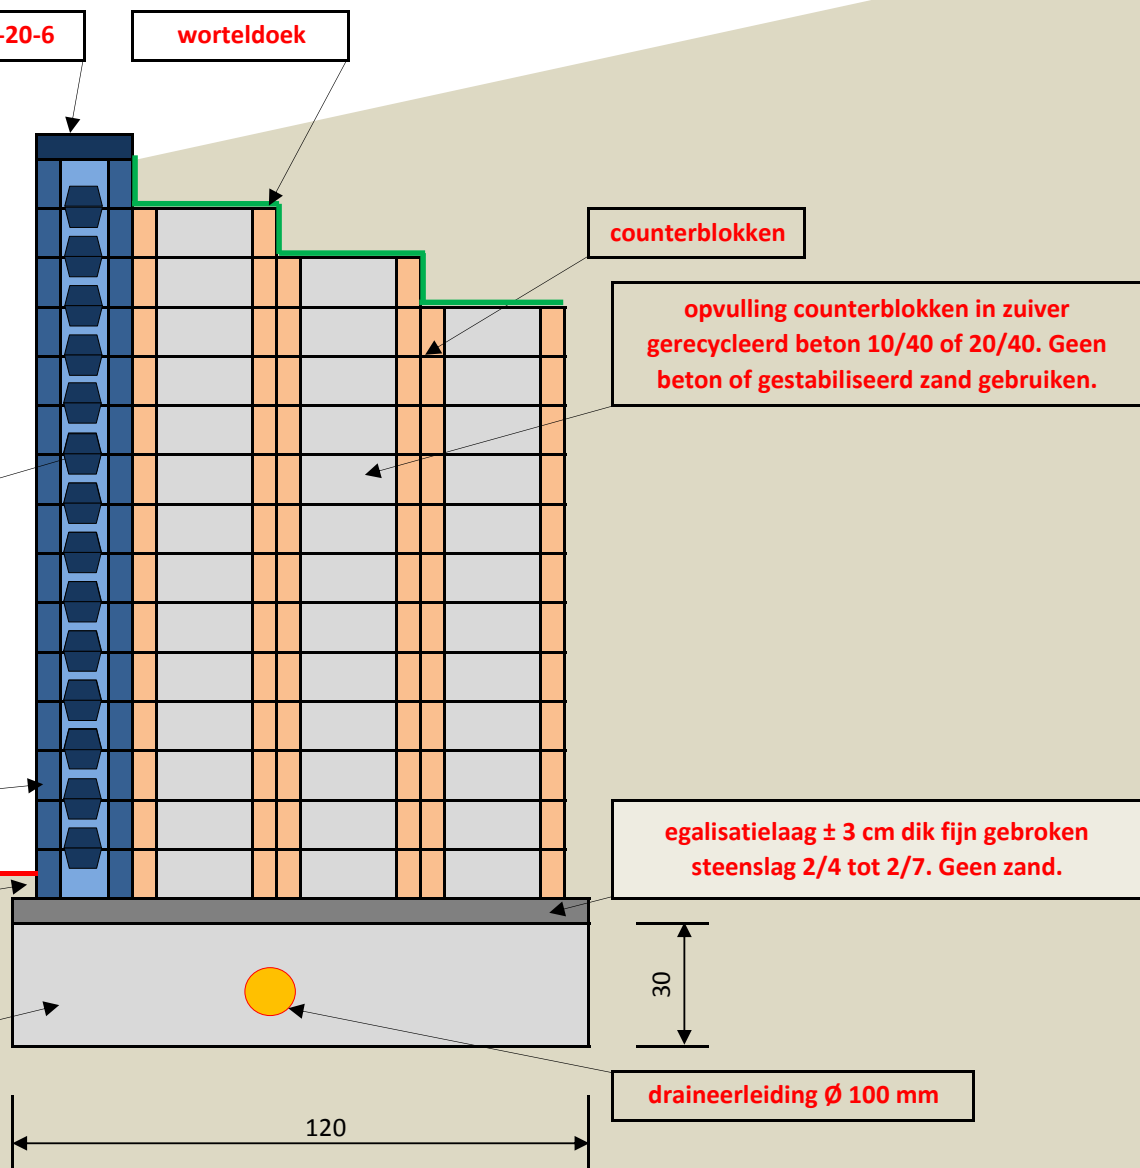 -20-6
worteldoek
counterblokken
opvulling counterblokken in zuiver
gerecycleerd beton 10/40 of 20/40. Geen
beton of gestabiliseerd zand gebruiken.
egalisatielaag ± 3 cm dik fijn gebroken
steenslag 2/4 tot 2/7. Geen zand.
30
draineerleiding Ø 100 mm
120